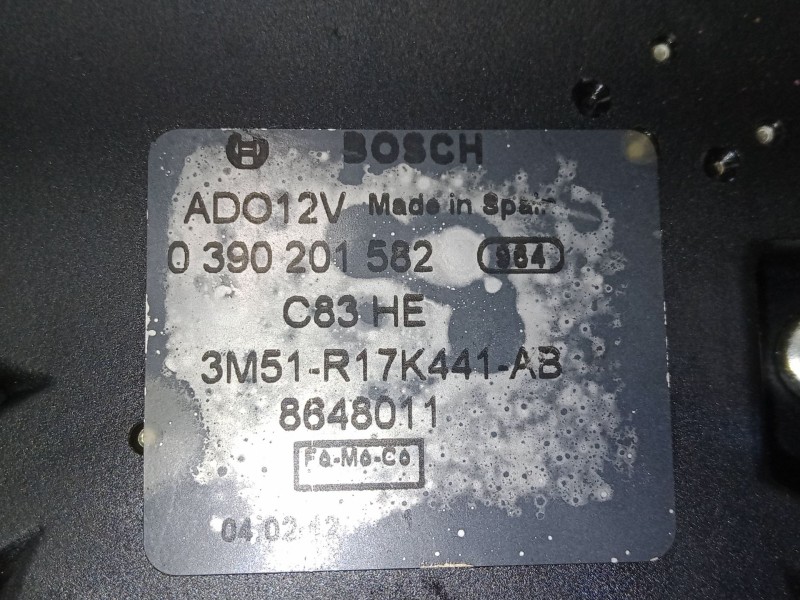 BOSCH
ADO12V Made in Spain
0 390 201 582 984
C83 HE
3M51-R17K441-AB
8648011
Fo-Mo-Co
04.02.12